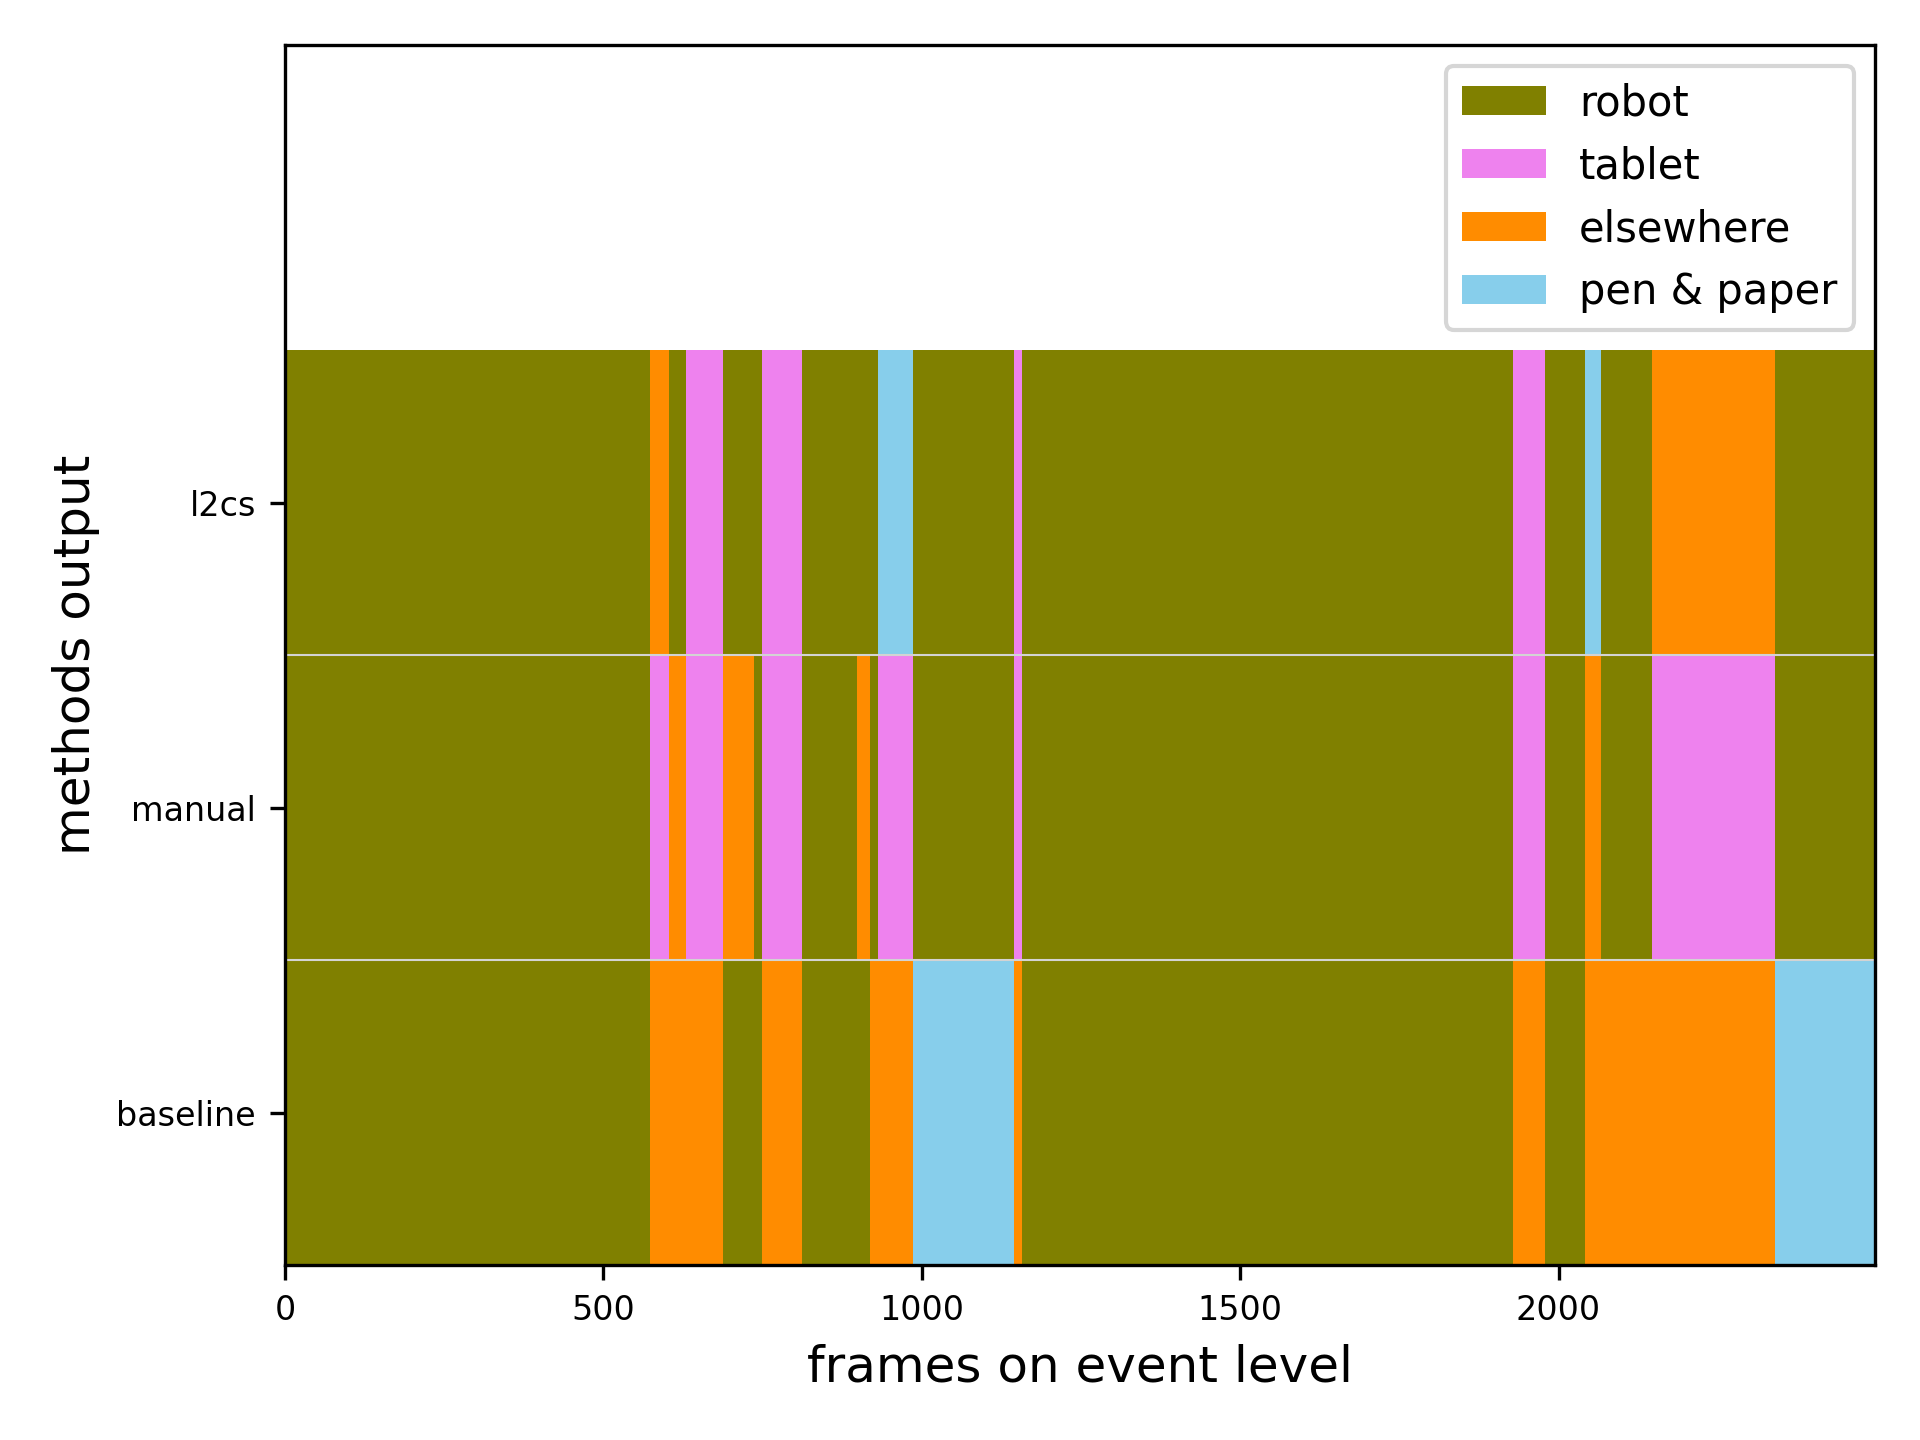 robot
tablet
elsewhere
pen & paper
methods output
l2cs
manual
baseline
0 500 1000 1500 2000
frames on event level